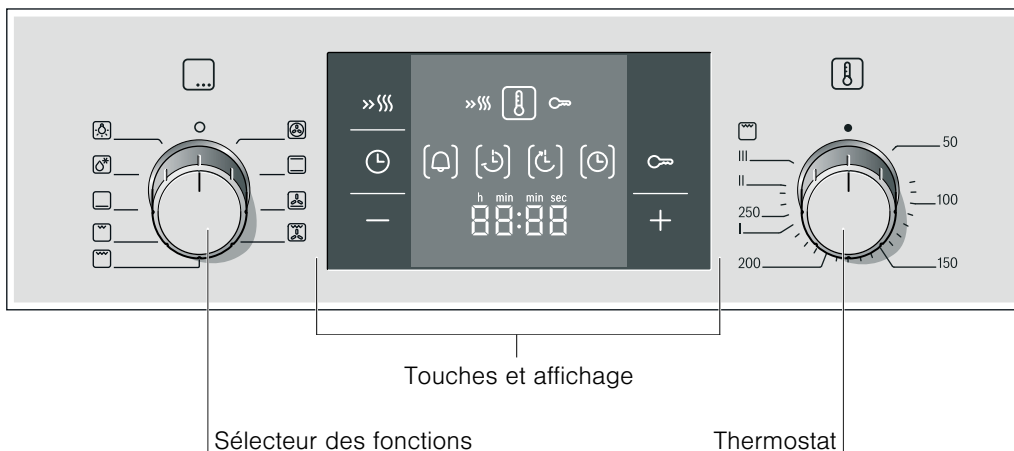 50
III
II
100
250
I
h min min sec
88:88
200
150
Touches et affichage
Sélecteur des fonctions
Thermostat